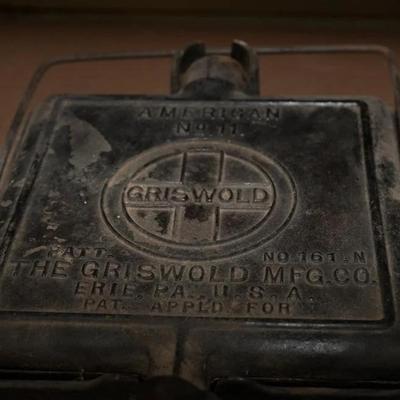 AMERICAN
No. 11
GRISWOLD
PATT.
NO. 161.N
THE GRISWOLD MFG.CO.
ERIE, PA., U.S.A.
PAT. APPLD. FOR